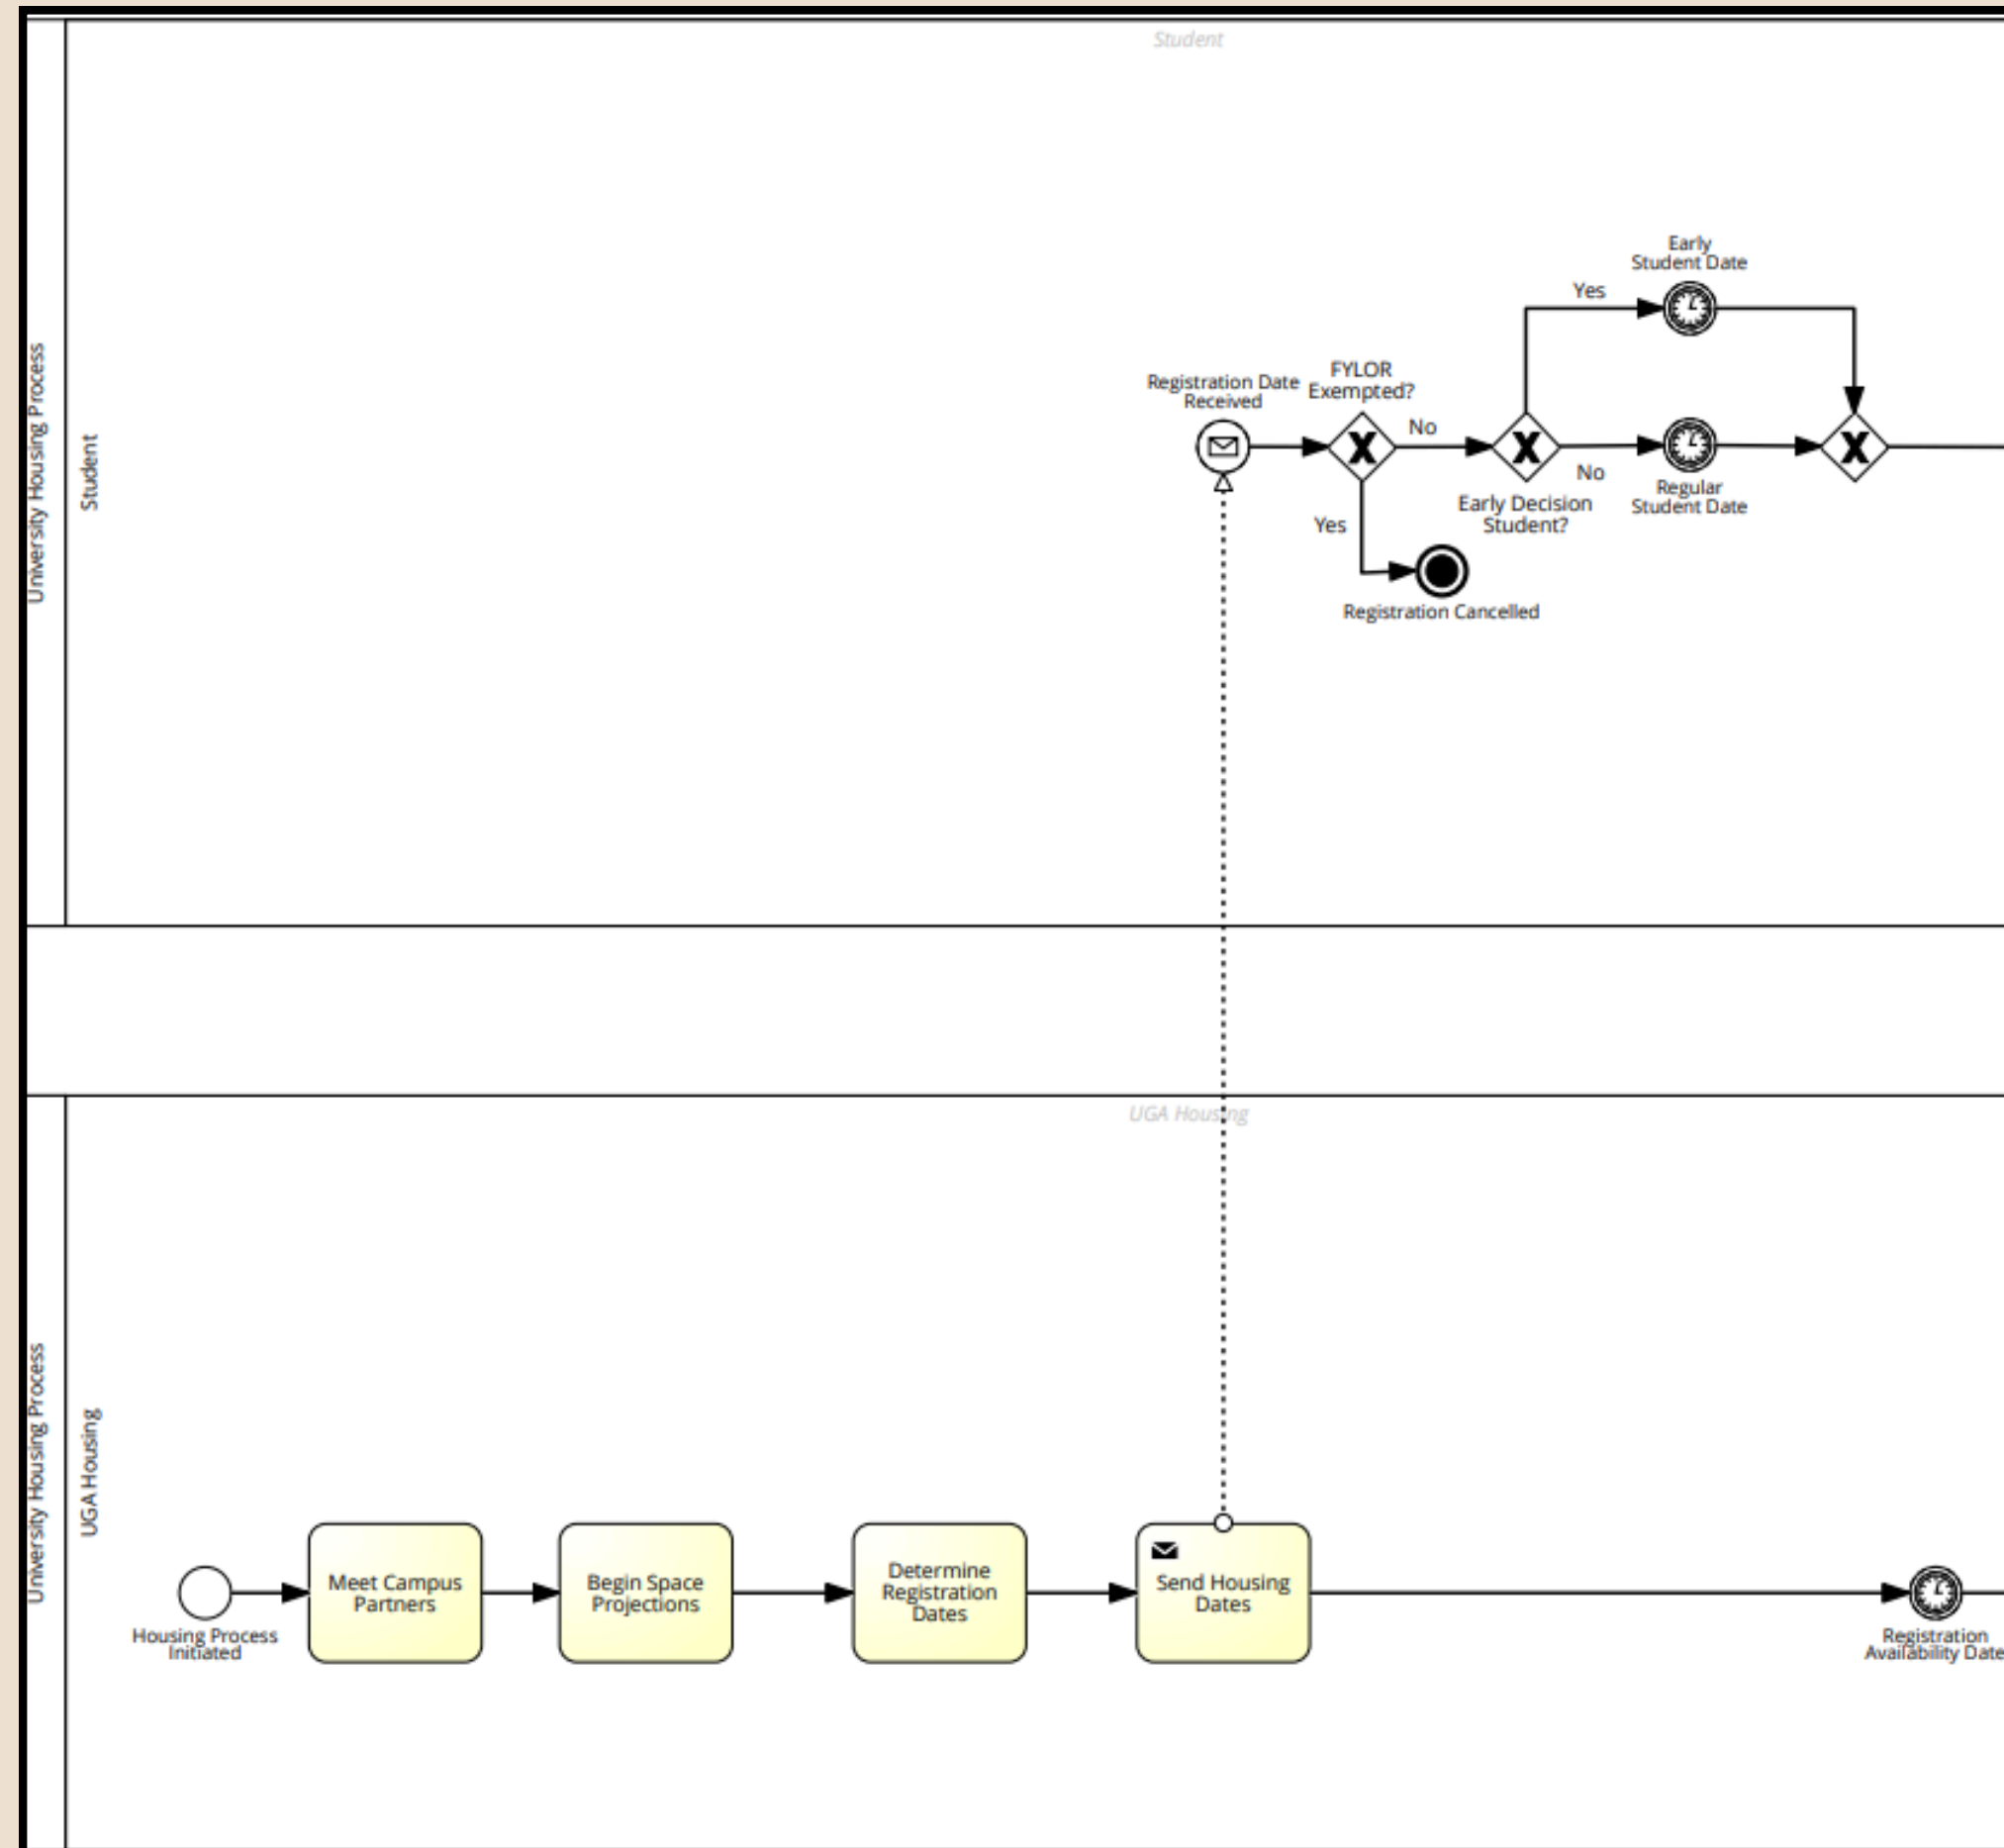 Student
University Housing Process
Student
Early
Student Date
Yes
Registration Date
Received
FYLOR
Exempted?
No
No
Early Decision
Student?
Regular
Student Date
Yes
Registration Cancelled
UGA Housing
University Housing Process
UGA Housing
Housing Process
Initiated
Meet Campus
Partners
Begin Space
Projections
Determine
Registration
Dates
Send Housing
Dates
Registration
Availability Date